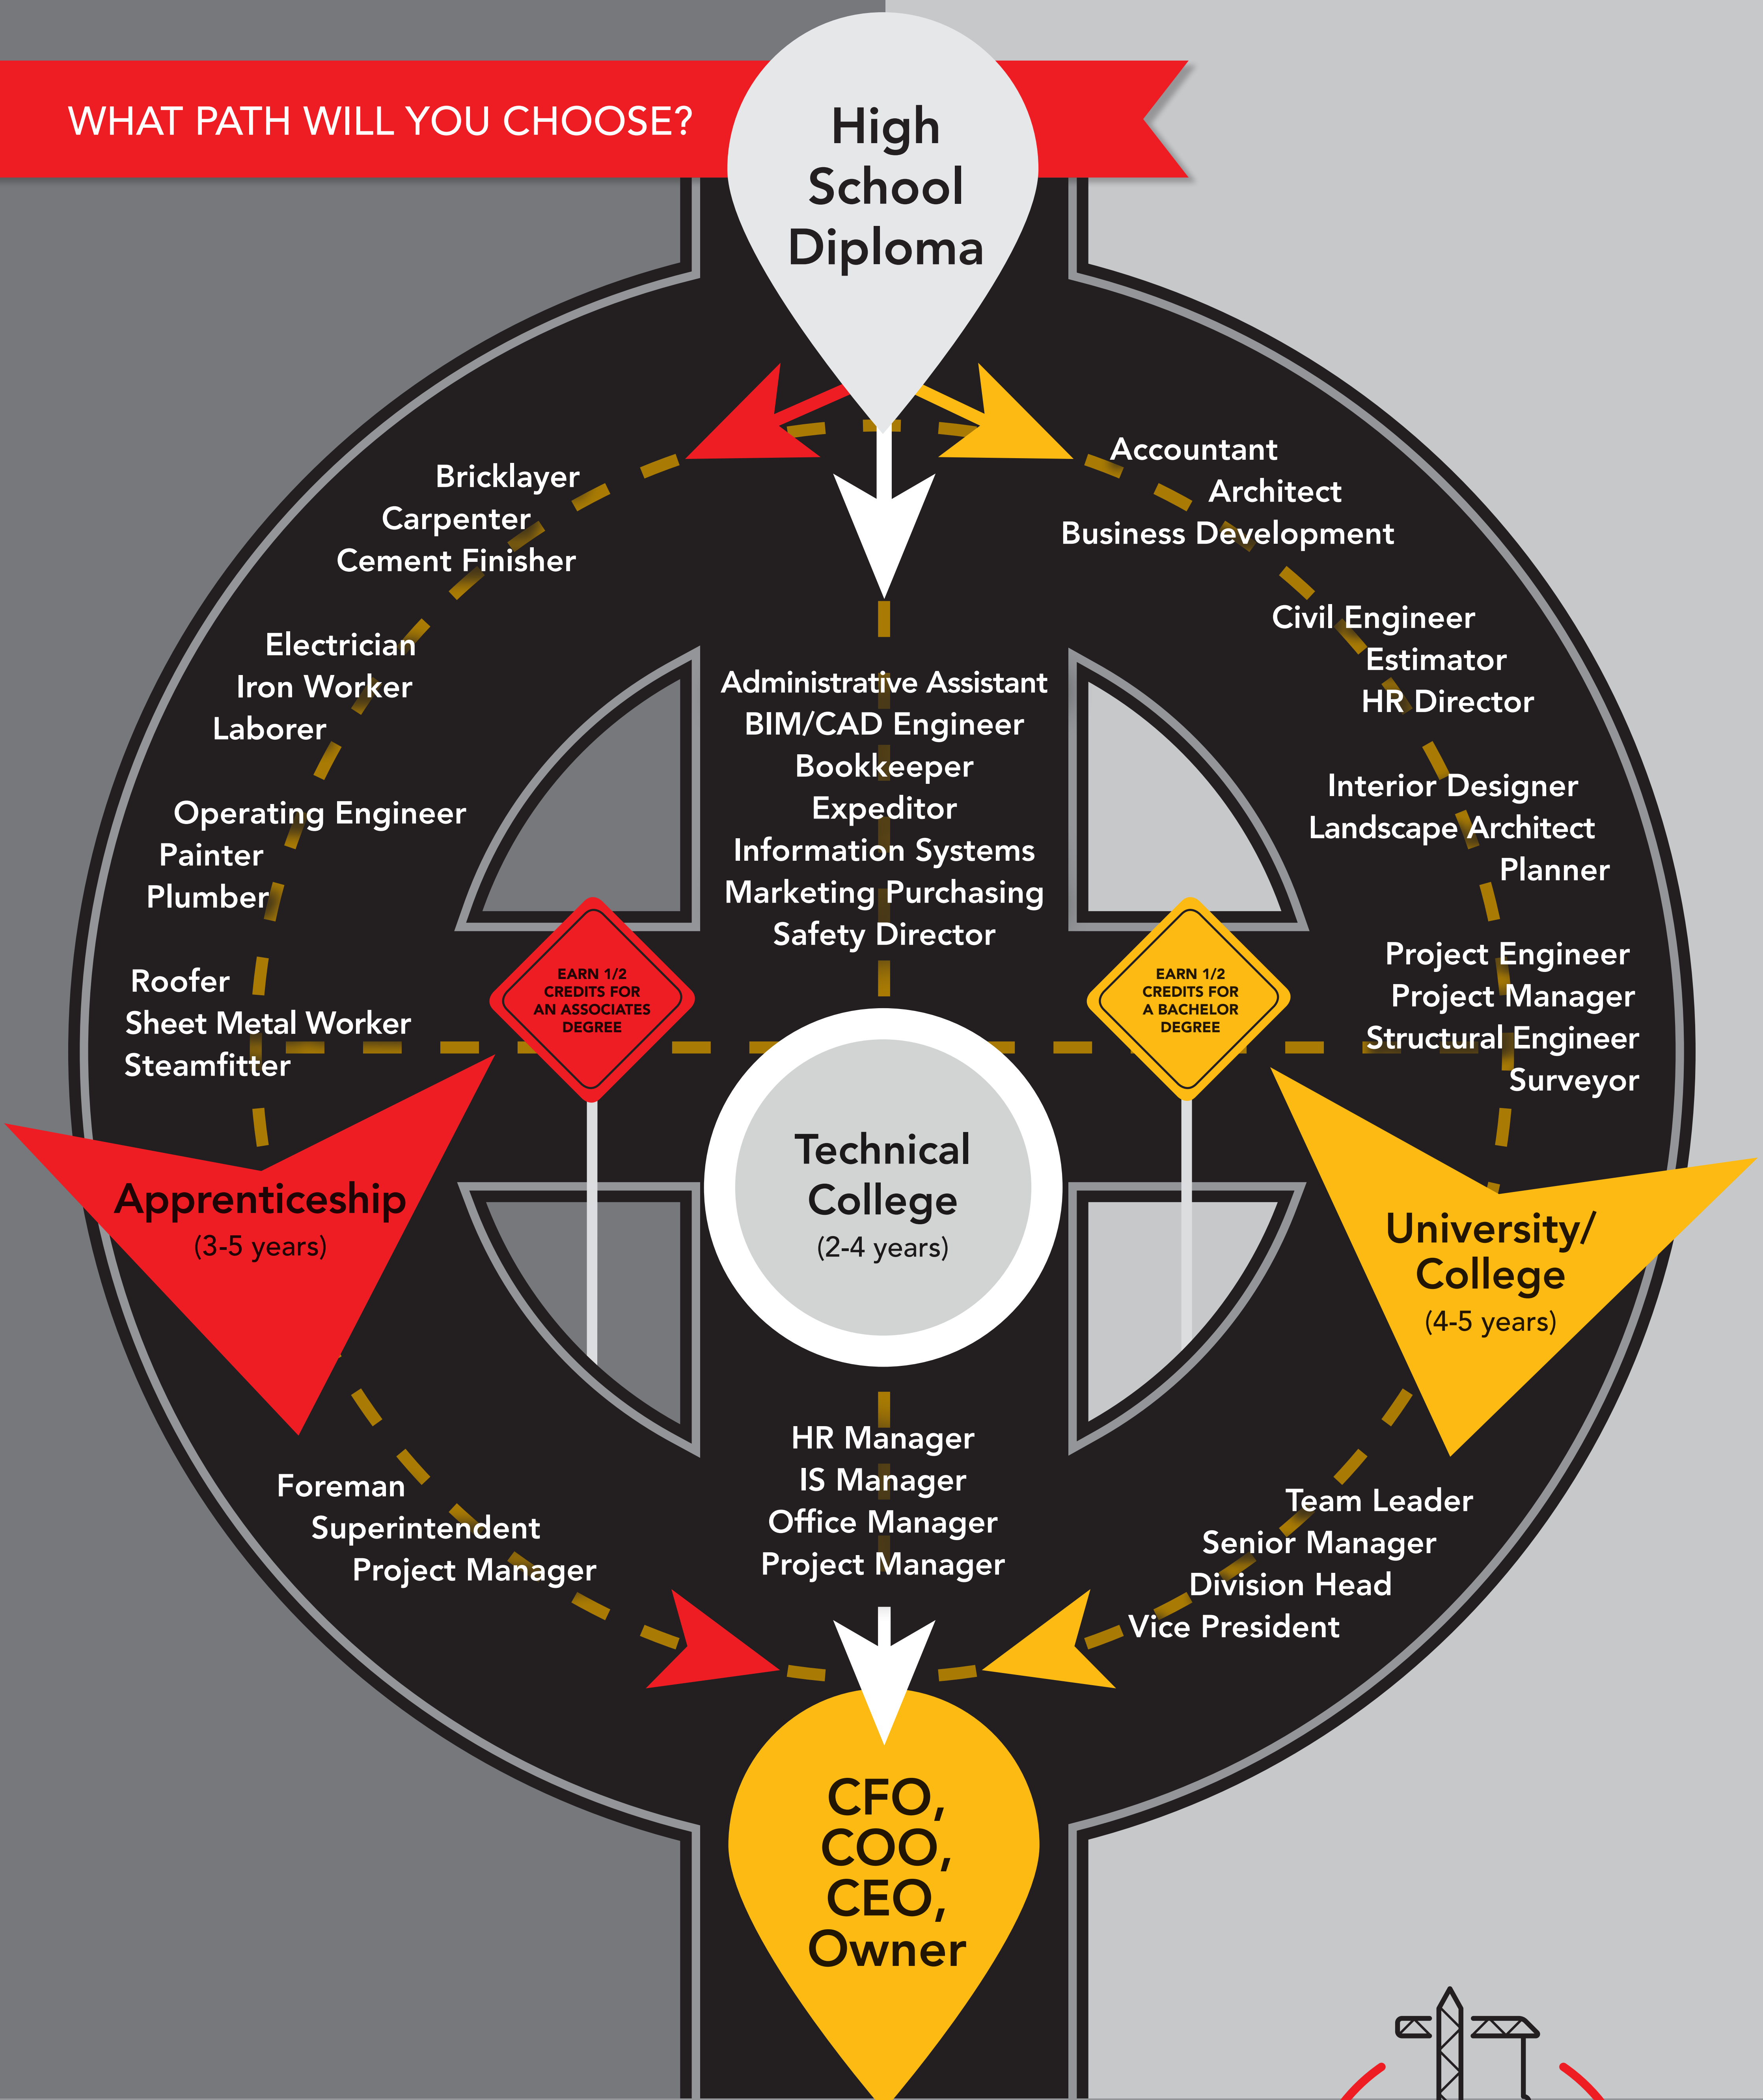 WHAT PATH WILL YOU CHOOSE?
High
School
Diploma
Bricklayer
Carpenter
Cement Finisher
Electrician
Iron Worker
Laborer
Operating Engineer
Painter
Plumber
Roofer
Sheet Metal Worker
Steamfitter
Administrative Assistant
BIM/CAD Engineer
Bookkeeper
Expeditor
Information Systems
Marketing Purchasing
Safety Director
Accountant
Architect
Business Development
Civil Engineer
Estimator
HR Director
Interior Designer
Landscape Architect
Planner
Project Engineer
Project Manager
Structural Engineer
Surveyor
EARN 1/2
CREDITS FOR
AN ASSOCIATES
DEGREE
EARN 1/2
CREDITS FOR
A BACHELOR
DEGREE
Apprenticeship
(3-5 years)
Technical
College
(2-4 years)
University/
College
(4-5 years)
Foreman
Superintendent
Project Manager
HR Manager
IS Manager
Office Manager
Project Manager
Team Leader
Senior Manager
Division Head
Vice President
CFO,
COO,
CEO,
Owner